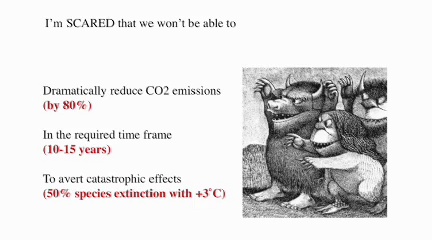 I'm SCARED that we won't be able to
Dramatically reduce CO2 emissions
(by 80%)
In the required time frame
(10-15 years)
To avert catastrophic effects
(50% species extinction with +3˚C)